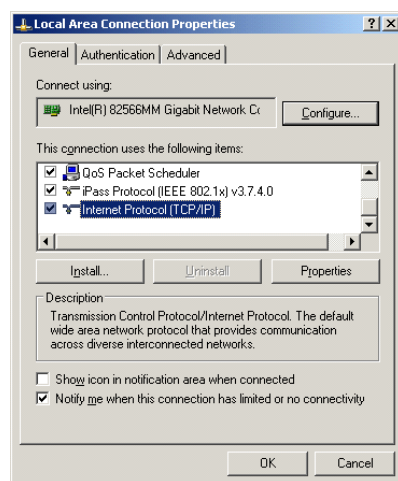 Local Area Connection Properties
General Authentication Advanced
Connect using:
Intel(R) 82566MM Gigabit Network Cc
Configure...
This connection uses the following items:
QoS Packet Scheduler
iPass Protocol (IEEE 802.1x) v3.7.4.0
Internet Protocol (TCP/IP)
Install... Uninstall Properties
Description
Transmission Control Protocol/Internet Protocol. The default
wide area network protocol that provides communication
across diverse interconnected networks.
Show icon in notification area when connected
Notify me when this connection has limited or no connectivity
OK Cancel